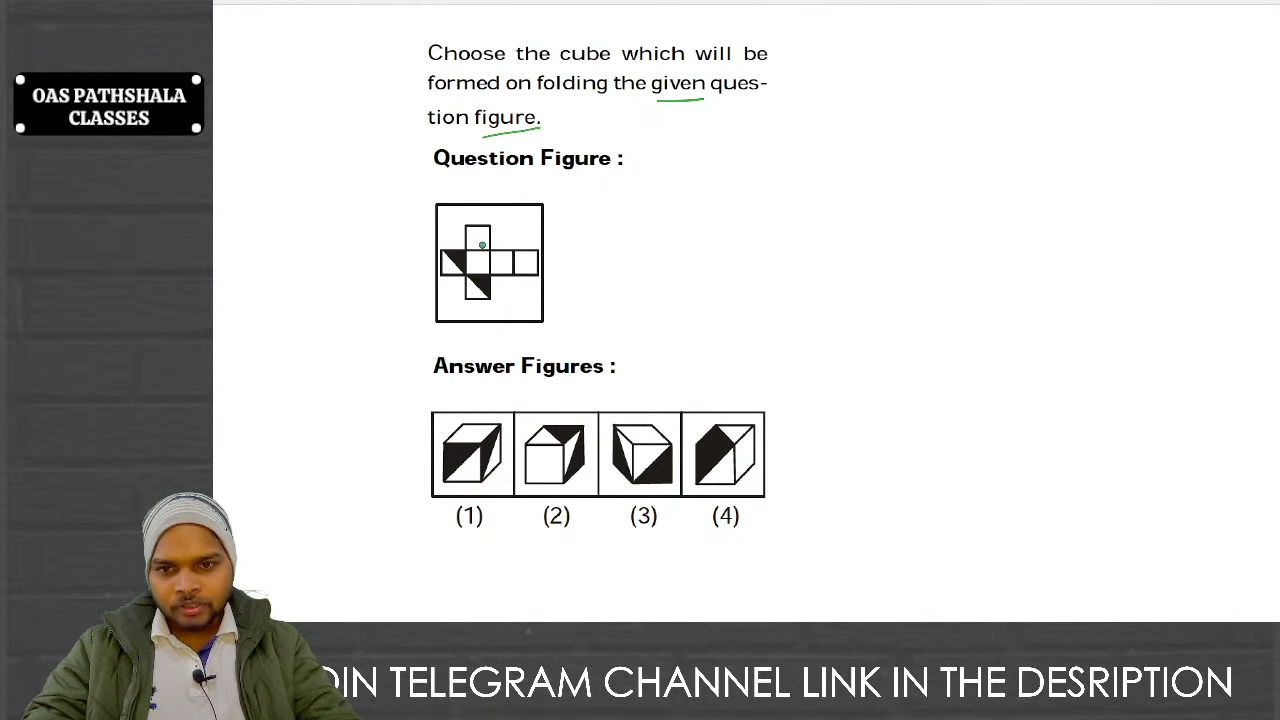 OAS PATHSHALA
CLASSES
Choose the cube which will be
formed on folding the given ques-
tion figure.
Question Figure :
Answer Figures :
(1) (2) (3) (4)
OIN TELEGRAM CHANNEL LINK IN THE DESRIPTION